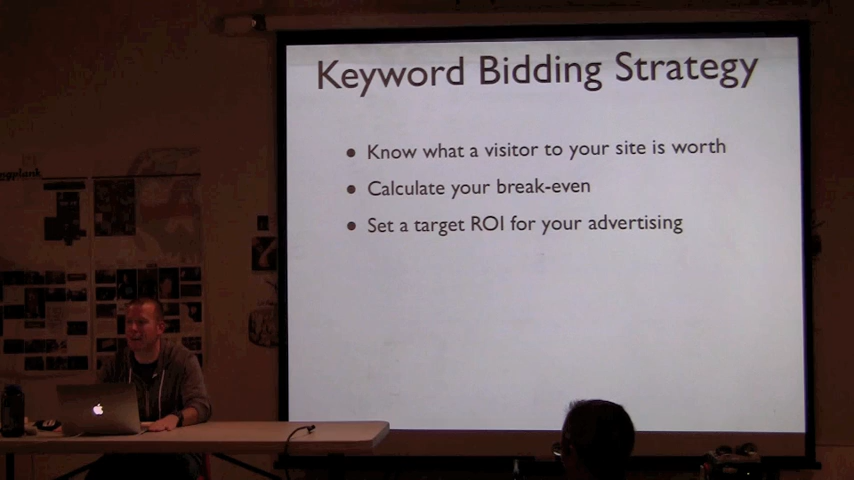 Keyword Bidding Strategy
• Know what a visitor to your site is worth
• Calculate your break-even
• Set a target ROI for your advertising